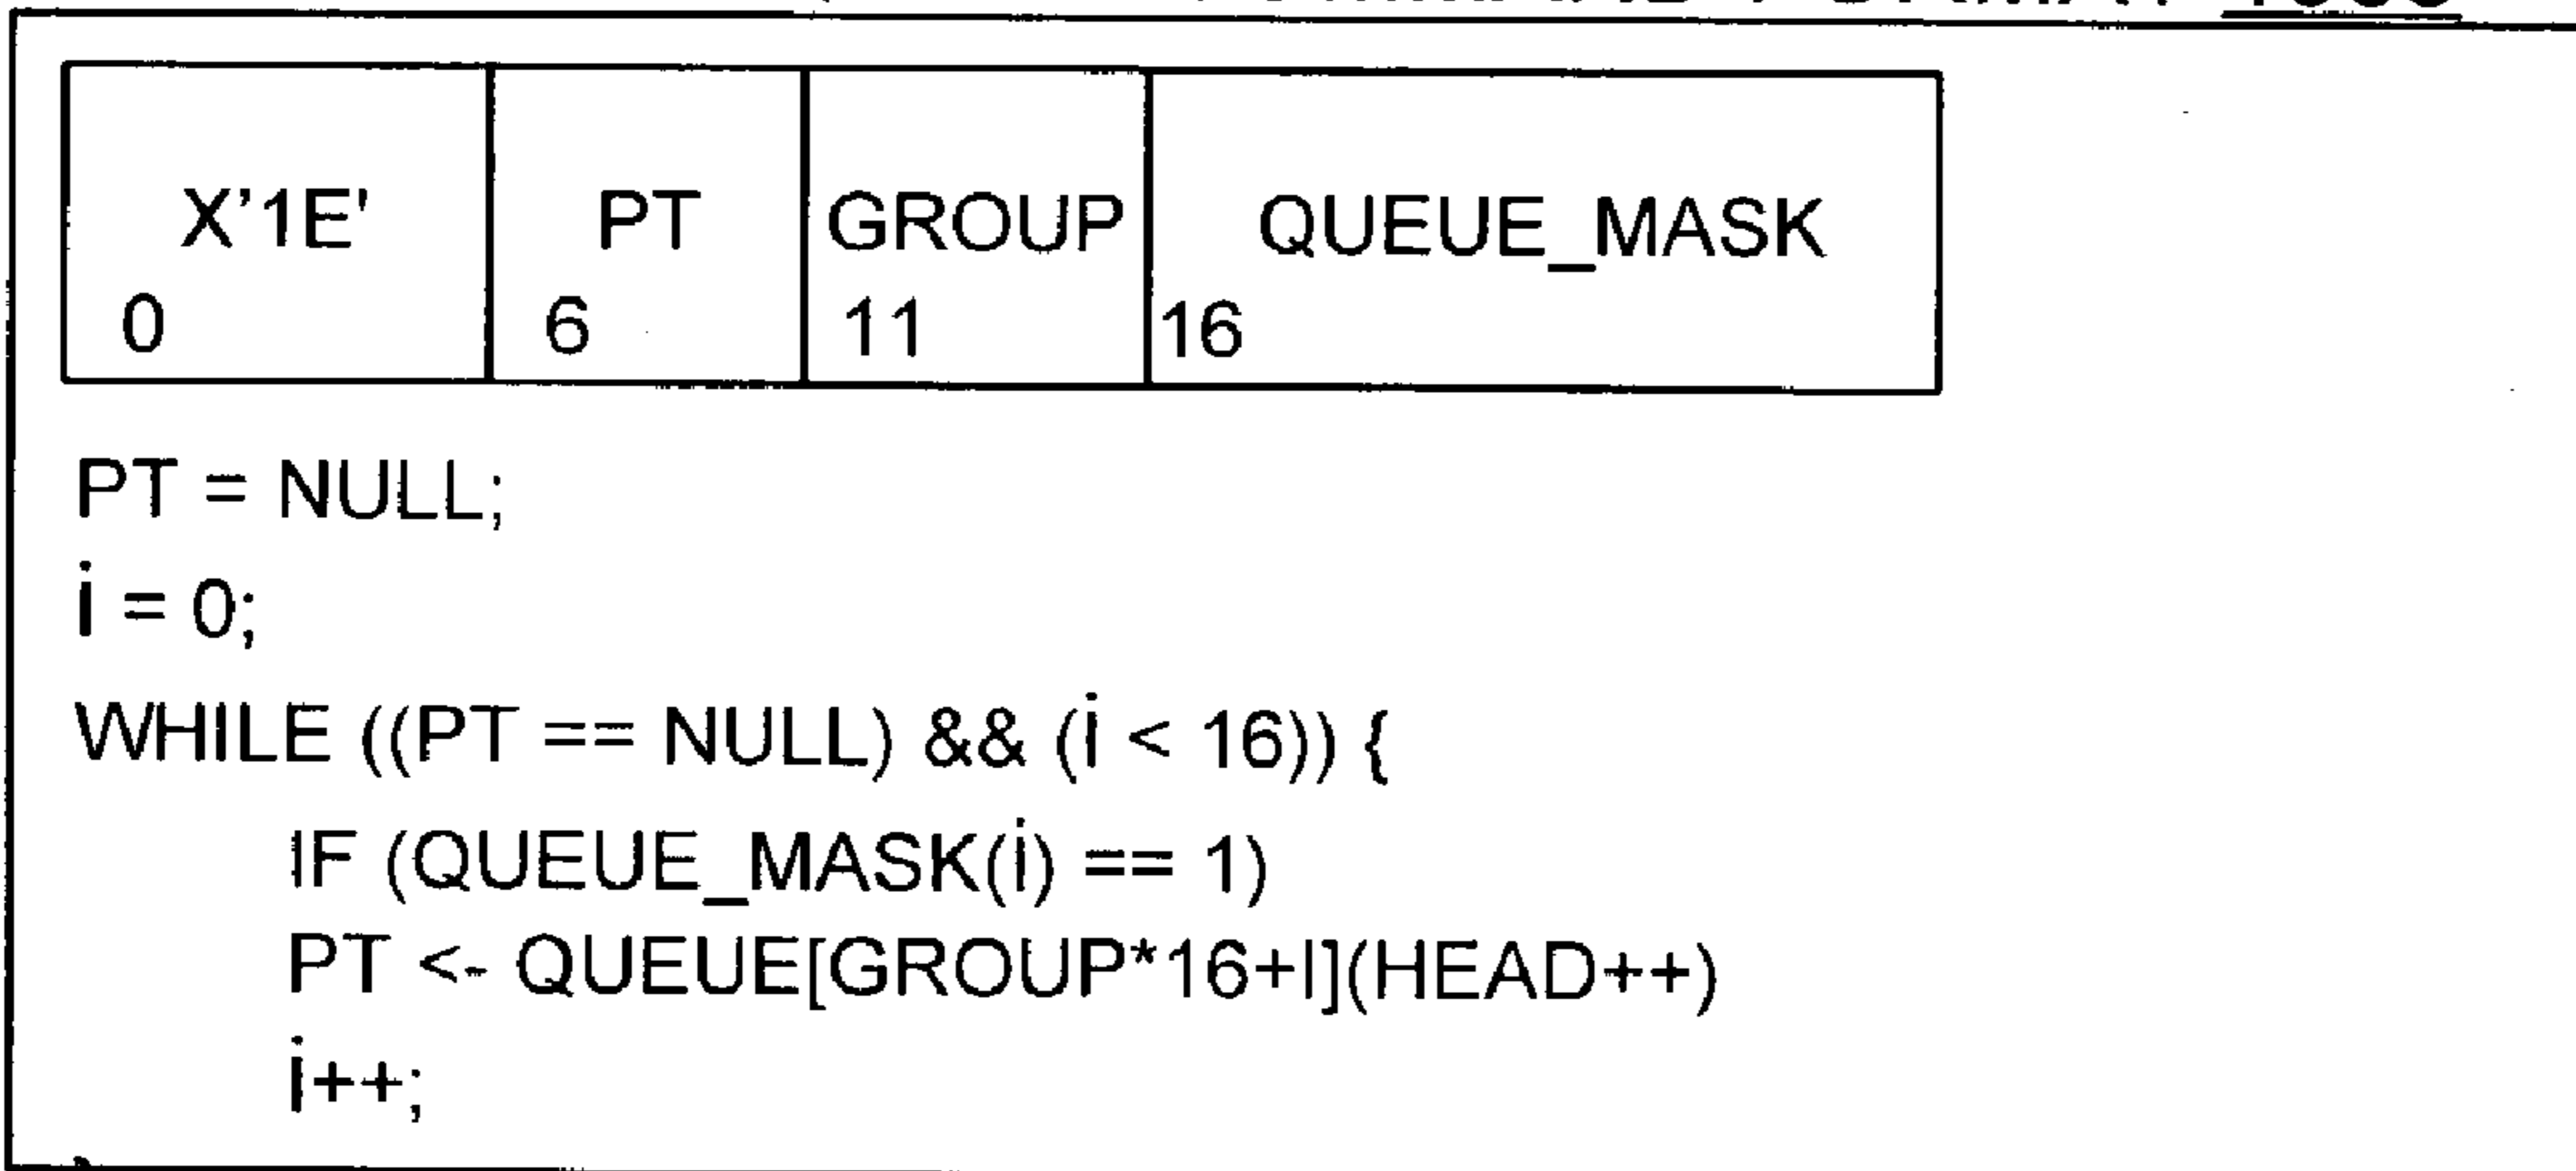 X'1E' PT GROUP QUEUE_MASK
0 6 11 16
PT = NULL;
i = 0;
WHILE ((PT == NULL) && (i < 16)) {
IF (QUEUE_MASK(i) == 1)
PT <- QUEUE[GROUP*16+I](HEAD++)
i++;